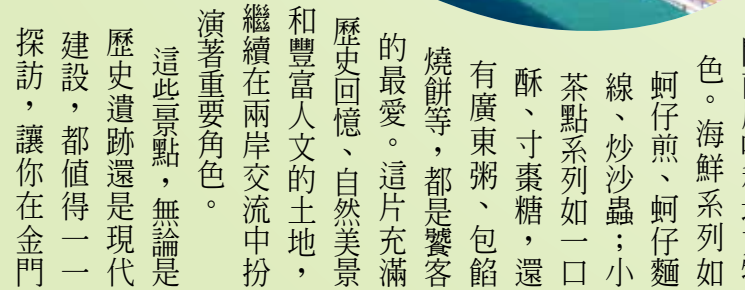 色。海鮮系列如
蚵仔煎、蚵仔麵
線、炒沙蟲；小
茶點系列如一口
酥、寸棗糖，還
有廣東粥、包餡
燒餅等，都是饕客
的最愛。這片充滿
歷史回憶、自然美景
和豐富人文的土地，
繼續在兩岸交流中扮
演著重要角色。
這些景點，無論是
歷史遺跡還是現代
建設，都值得一一
探訪，讓你在金門